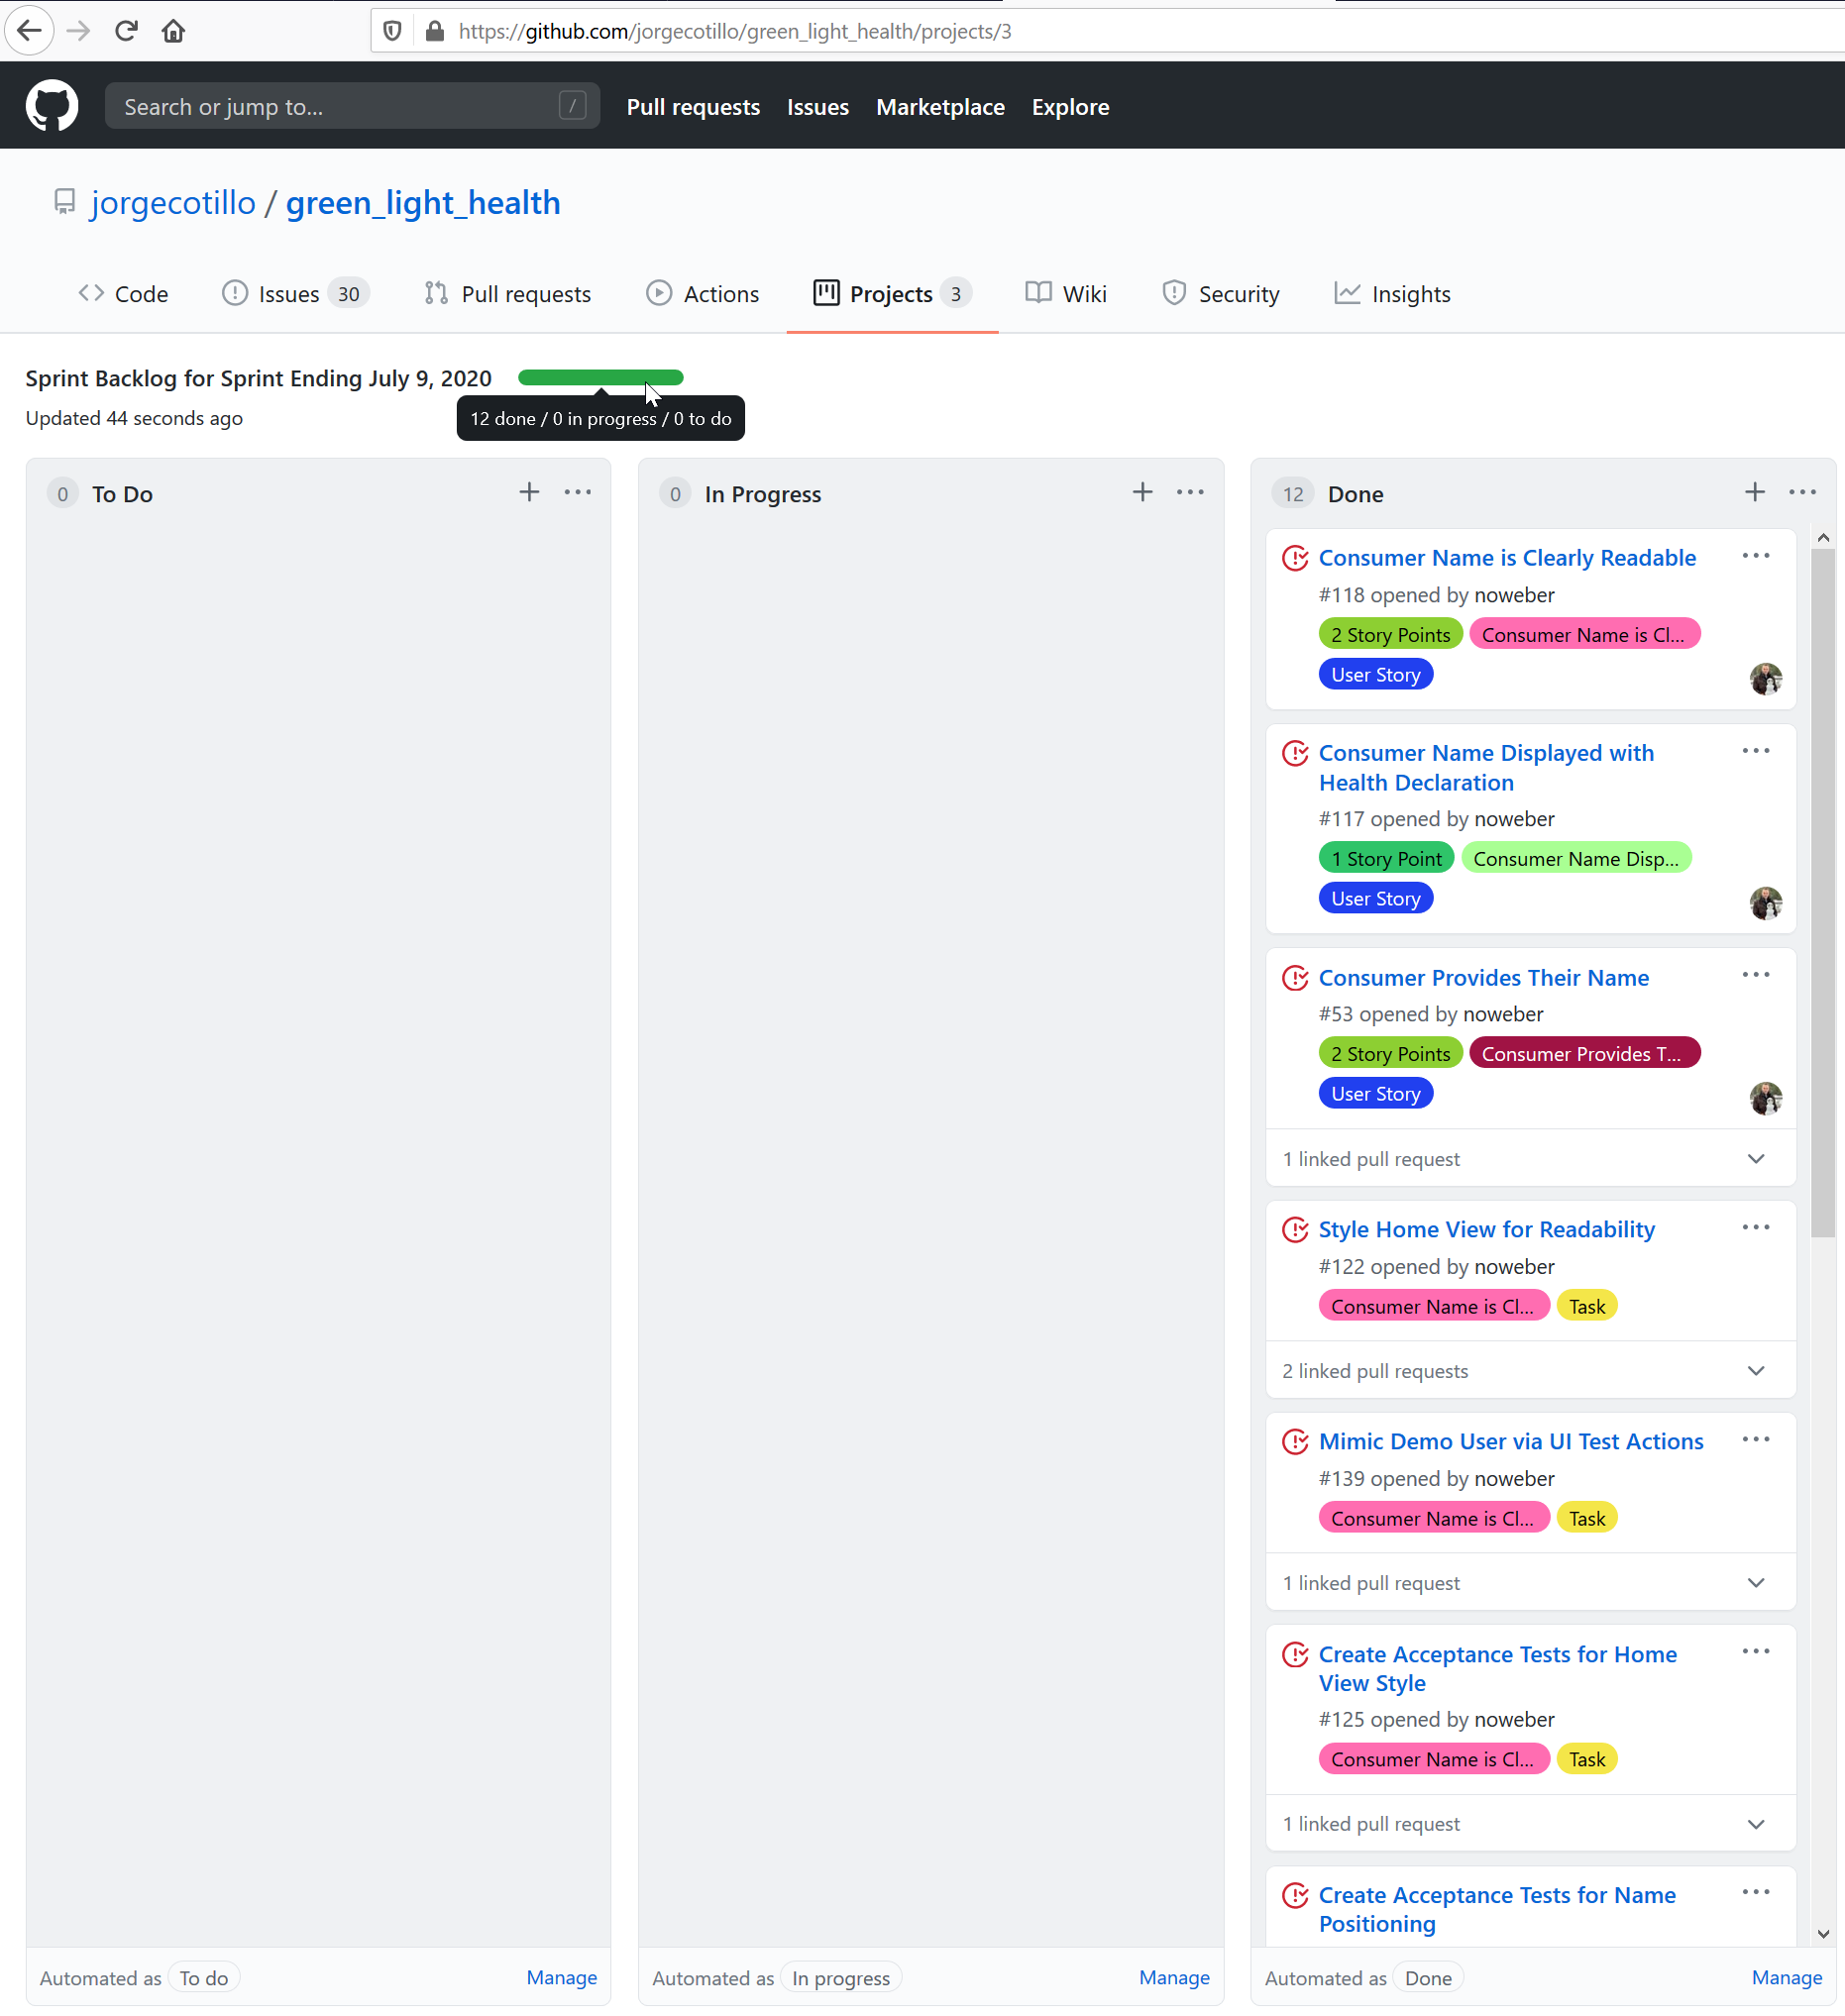 https://github.com/jorgecotillo/green_light_health/projects/3
Search or jump to...
/
Pull requests
Issues
Marketplace
Explore
jorgecotillo / green_light_health
Code
Issues 30
Pull requests
Actions
Projects 3
Wiki
Security
Insights
Sprint Backlog for Sprint Ending July 9, 2020
Updated 44 seconds ago
12 done / 0 in progress / 0 to do
0 To Do
Automated as To do
Manage
0 In Progress
Automated as In progress
Manage
12 Done
Consumer Name is Clearly Readable
#118 opened by noweber
2 Story Points
Consumer Name is Cl...
User Story
Consumer Name Displayed with
Health Declaration
#117 opened by noweber
1 Story Point
Consumer Name Disp...
User Story
Consumer Provides Their Name
#53 opened by noweber
2 Story Points
Consumer Provides T...
User Story
1 linked pull request
Style Home View for Readability
#122 opened by noweber
Consumer Name is Cl...
Task
2 linked pull requests
Mimic Demo User via UI Test Actions
#139 opened by noweber
Consumer Name is Cl...
Task
1 linked pull request
Create Acceptance Tests for Home
View Style
#125 opened by noweber
Consumer Name is Cl...
Task
1 linked pull request
Create Acceptance Tests for Name
Positioning
Automated as Done
Manage